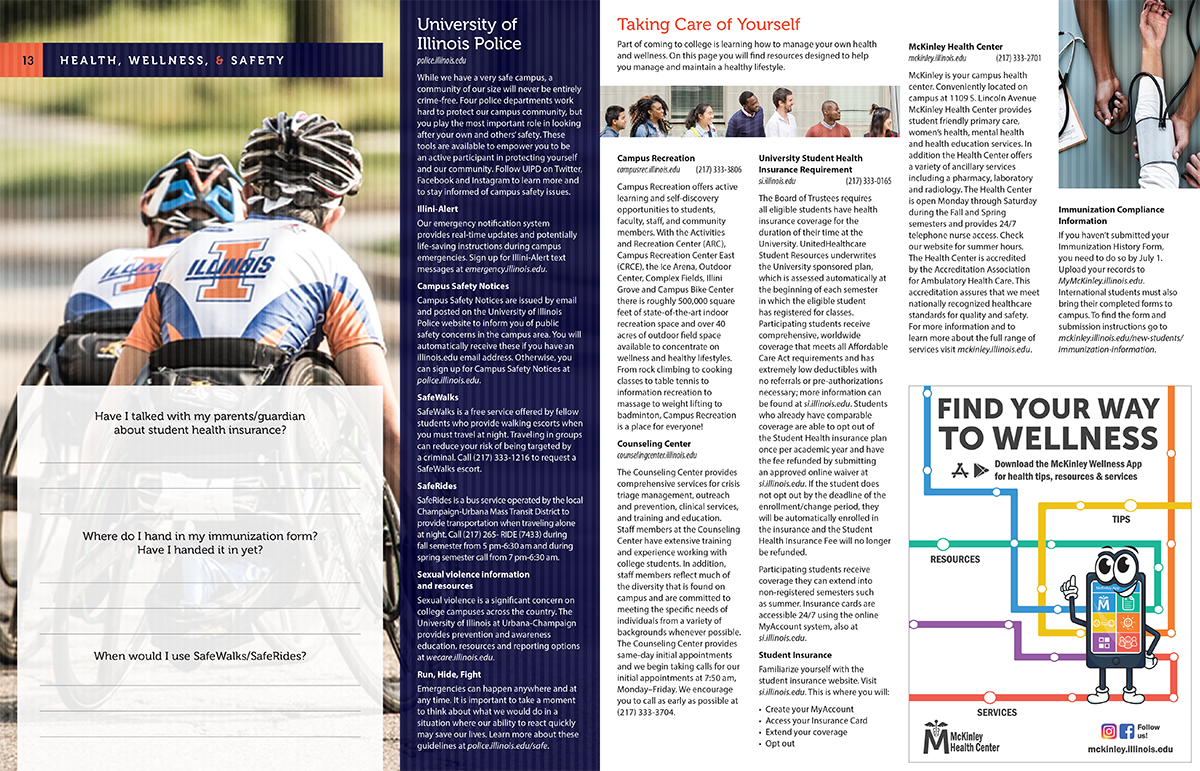 13
HEALTH, WELLNESS, & SAFETY
ILLINOIS
ILLINOIS
Have I talked with my parents/guardian
about student health insurance?
Where do I hand in my immunization form?
Have I handed it in yet?
When would I use SafeWalks/SafeRides?
University of
Illinois Police
police.illinois.edu
While we have a very safe campus, a
community of our size will never be entirely
crime-free. Four police departments work
hard to protect our campus community, but
you play the most important role in looking
after your own and others' safety. These
tools are available to empower you to be
an active participant in protecting yourself
and our community. Follow UIPD on Twitter,
Facebook and Instagram to learn more and
to stay informed of campus safety issues.
Illini-Alert
Our emergency notification system
provides real-time updates and potentially
life-saving instructions during campus
emergencies. Sign up for Illini-Alert text
messages at emergency.illinois.edu.
Campus Safety Notices
Campus Safety Notices are issued by email
and posted on the University of Illinois
Police website to inform you of public
safety concerns in the campus area. You will
automatically receive these if you have an
illinois.edu email address. Otherwise, you
can sign up for Campus Safety Notices at
police.illinois.edu.
SafeWalks
SafeWalks is a free service offered by fellow
students who provide walking escorts when
you must travel at night. Traveling in groups
can reduce your risk of being targeted by
a criminal. Call (217) 333-1216 to request a
SafeWalks escort.
SafeRides
SafeRides is a bus service operated by the local
Champaign-Urbana Mass Transit District to
provide transportation when traveling alone
at night. Call (217) 265- RIDE (7433) during
fall semester from 5 pm-6:30 am and during
spring semester call from 7 pm-6:30 am.
Sexual violence information
and resources
Sexual violence is a significant concern on
college campuses across the country. The
University of Illinois at Urbana-Champaign
provides prevention and awareness
education, resources and reporting options
at wecare.illinois.edu.
Run, Hide, Fight
Emergencies can happen anywhere and at
any time. It is important to take a moment
to think about what we would do in a
situation where our ability to react quickly
may save our lives. Learn more about these
guidelines at police.illinois.edu/safe.
Taking Care of Yourself
Part of coming to college is learning how to manage your own health
and wellness. On this page you will find resources designed to help
you manage and maintain a healthy lifestyle.
Campus Recreation
campusrec.illinois.edu (217) 333-3806
Campus Recreation offers active
learning and self-discovery
opportunities to students,
faculty, staff, and community
members. With the Activities
and Recreation Center (ARC),
Campus Recreation Center East
(CRCE), the Ice Arena, Outdoor
Center, Complex Fields, Illini
Grove and Campus Bike Center
there is roughly 500,000 square
feet of state-of-the-art indoor
recreation space and over 40
acres of outdoor field space
available to concentrate on
wellness and healthy lifestyles.
From rock climbing to cooking
classes to table tennis to
information recreation to
massage to weight lifting to
badminton, Campus Recreation
is a place for everyone!
Counseling Center
counselingcenter.illinois.edu
The Counseling Center provides
comprehensive services for crisis
triage management, outreach
and prevention, clinical services,
and training and education.
Staff members at the Counseling
Center have extensive training
and experience working with
college students. In addition,
staff members reflect much of
the diversity that is found on
campus and are committed to
meeting the specific needs of
individuals from a variety of
backgrounds whenever possible.
The Counseling Center provides
same-day initial appointments
and we begin taking calls for our
initial appointments at 7:50 am,
Monday–Friday. We encourage
you to call as early as possible at
(217) 333-3704.
University Student Health
Insurance Requirement
si.illinois.edu (217) 333-0165
The Board of Trustees requires
all eligible students have health
insurance coverage for the
duration of their time at the
University. UnitedHealthcare
Student Resources underwrites
the University sponsored plan,
which is assessed automatically at
the beginning of each semester
in which the eligible student
has registered for classes.
Participating students receive
comprehensive, worldwide
coverage that meets all Affordable
Care Act requirements and has
extremely low deductibles with
no referrals or pre-authorizations
necessary; more information can
be found at si.illinois.edu. Students
who already have comparable
coverage are able to opt out of
the Student Health insurance plan
once per academic year and have
the fee refunded by submitting
an approved online waiver at
si.illinois.edu. If the student does
not opt out by the deadline of the
enrollment/change period, they
will be automatically enrolled in
the insurance and the Student
Health Insurance Fee will no longer
be refunded.
Participating students receive
coverage they can extend into
non-registered semesters such
as summer. Insurance cards are
accessible 24/7 using the online
MyAccount system, also at
si.illinois.edu.
Student Insurance
Familiarize yourself with the
student insurance website. Visit
si.illinois.edu. This is where you will:
• Create your MyAccount
• Access your Insurance Card
• Extend your coverage
• Opt out
McKinley Health Center
mckinley.illinois.edu (217) 333-2701
McKinley is your campus health
center. Conveniently located on
campus at 1109 S. Lincoln Avenue
McKinley Health Center provides
student friendly primary care,
women's health, mental health
and health education services. In
addition the Health Center offers
a variety of ancillary services
including a pharmacy, laboratory
and radiology. The Health Center
is open Monday through Saturday
during the Fall and Spring
semesters and provides 24/7
telephone nurse access. Check
our website for summer hours.
The Health Center is accredited
by the Accreditation Association
for Ambulatory Health Care. This
accreditation assures that we meet
nationally recognized healthcare
standards for quality and safety.
For more information and to
learn more about the full range of
services visit mckinley.illinois.edu.
Immunization Compliance
Information
If you haven't submitted your
Immunization History Form,
you need to do so by July 1.
Upload your records to
MyMcKinley.illinois.edu.
International students must also
bring their completed forms to
campus. To find the form and
submission instructions go to
mckinley.illinois.edu/new-students/
immunization-information.
FIND YOUR WAY
TO WELLNESS
Download the McKinley Wellness App
for health tips, resources & services
TIPS
RESOURCES
SERVICES
McKinley
Health Center
Follow
us!
mckinley.illinois.edu